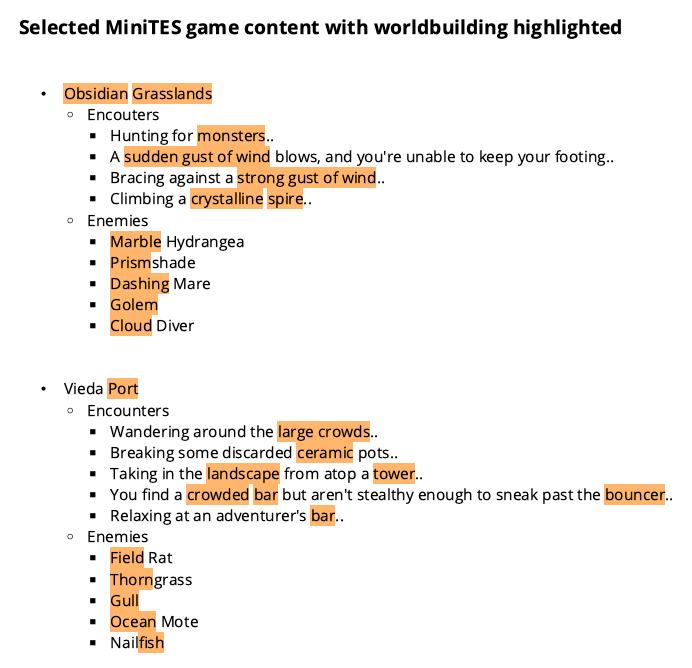 Selected MiniTES game content with worldbuilding highlighted
• Obsidian Grasslands
○ Encouters
▪ Hunting for monsters..
▪ A sudden gust of wind blows, and you're unable to keep your footing..
▪ Bracing against a strong gust of wind..
▪ Climbing a crystalline spire..
○ Enemies
▪ Marble Hydrangea
▪ Prismshade
▪ Dashing Mare
▪ Golem
▪ Cloud Diver
• Vieda Port
○ Encounters
▪ Wandering around the large crowds..
▪ Breaking some discarded ceramic pots..
▪ Taking in the landscape from atop a tower..
▪ You find a crowded bar but aren't stealthy enough to sneak past the bouncer..
▪ Relaxing at an adventurer's bar..
○ Enemies
▪ Field Rat
▪ Thorngrass
▪ Gull
▪ Ocean Mote
▪ Nailfish